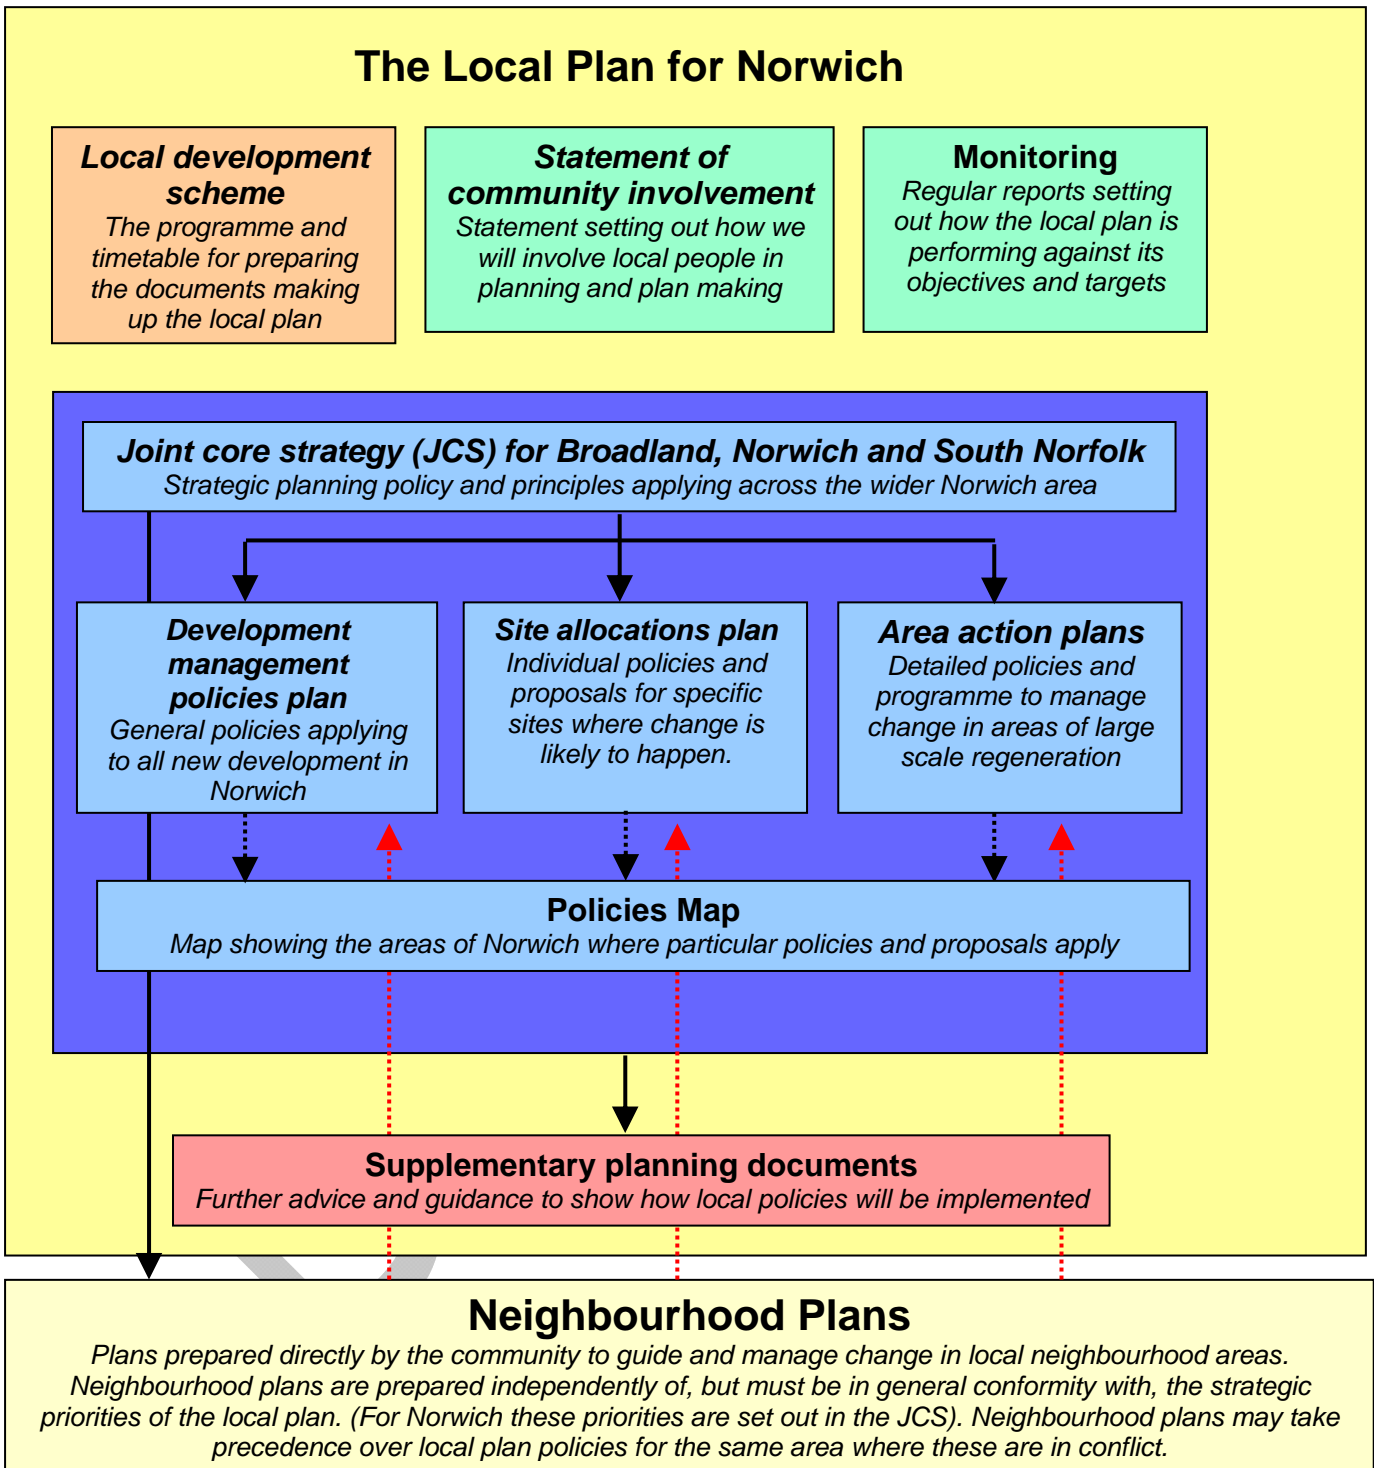 The Local Plan for Norwich
Local development
scheme
The programme and
timetable for preparing
the documents making
up the local plan
Statement of
community involvement
Statement setting out how we
will involve local people in
planning and plan making
Monitoring
Regular reports setting
out how the local plan is
performing against its
objectives and targets
Joint core strategy (JCS) for Broadland, Norwich and South Norfolk
Strategic planning policy and principles applying across the wider Norwich area
Development
management
policies plan
General policies applying
to all new development in
Norwich
Site allocations plan
Individual policies and
proposals for specific
sites where change is
likely to happen.
Area action plans
Detailed policies and
programme to manage
change in areas of large
scale regeneration
Policies Map
Map showing the areas of Norwich where particular policies and proposals apply
Supplementary planning documents
Further advice and guidance to show how local policies will be implemented
Neighbourhood Plans
Plans prepared directly by the community to guide and manage change in local neighbourhood areas.
Neighbourhood plans are prepared independently of, but must be in general conformity with, the strategic
priorities of the local plan. (For Norwich these priorities are set out in the JCS). Neighbourhood plans may take
precedence over local plan policies for the same area where these are in conflict.